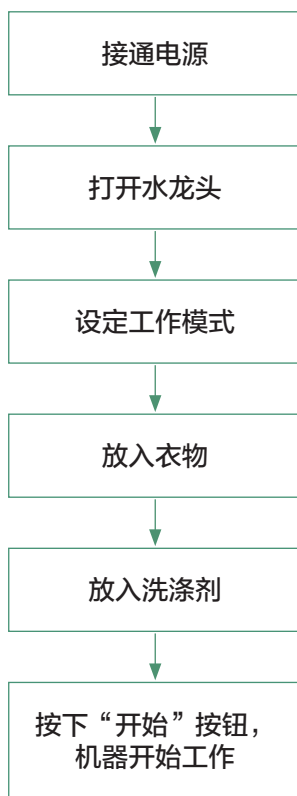 接通电源
打开水龙头
设定工作模式
放入衣物
放入洗涤剂
按下“开始”按钮，
机器开始工作